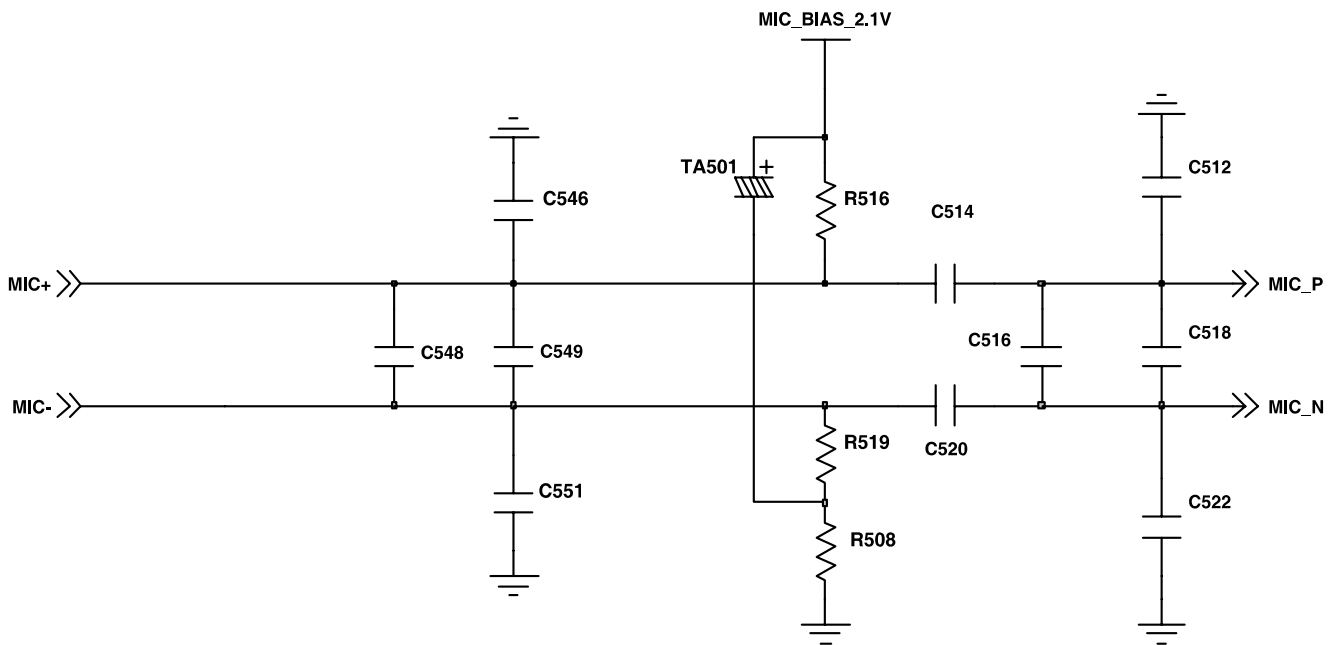 MIC_BIAS_2.1V
TA501
+
C512
C546
R516
C514
MIC+
MIC_P
C548
C549
C516
C518
MIC-
MIC_N
R519
C520
C551
C522
R508